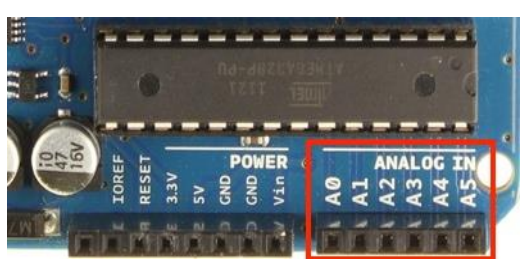 ATMEGA328P-PU
1121
ATMEL
47
16V
POWER
ANALOG IN
IOREF
RESET
3.3V
5V
GND
GND
Vin
A0
A1
A2
A3
A4
A5
M7